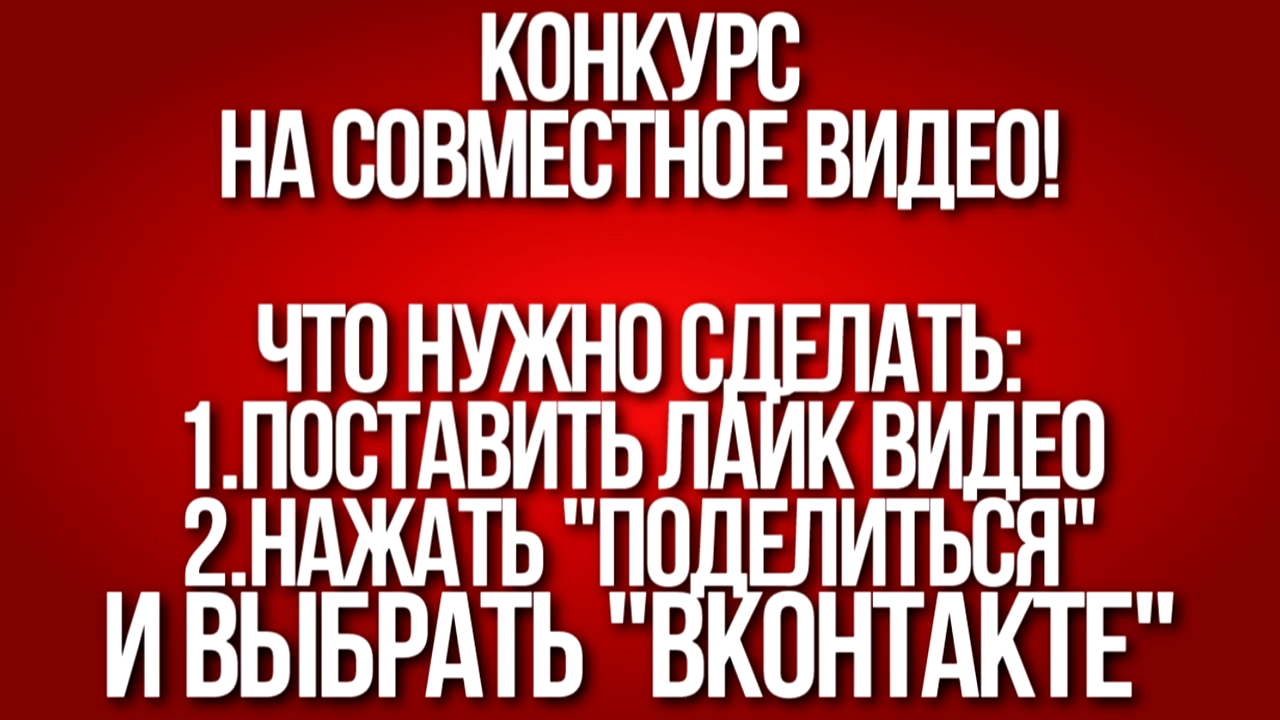 КОНКУРС
НА СОВМЕСТНОЕ ВИДЕО!
ЧТО НУЖНО СДЕЛАТЬ:
1.ПОСТАВИТЬ ЛАЙК ВИДЕО
2.НАЖАТЬ "ПОДЕЛИТЬСЯ"
И ВЫБРАТЬ "ВКОНТАКТЕ"